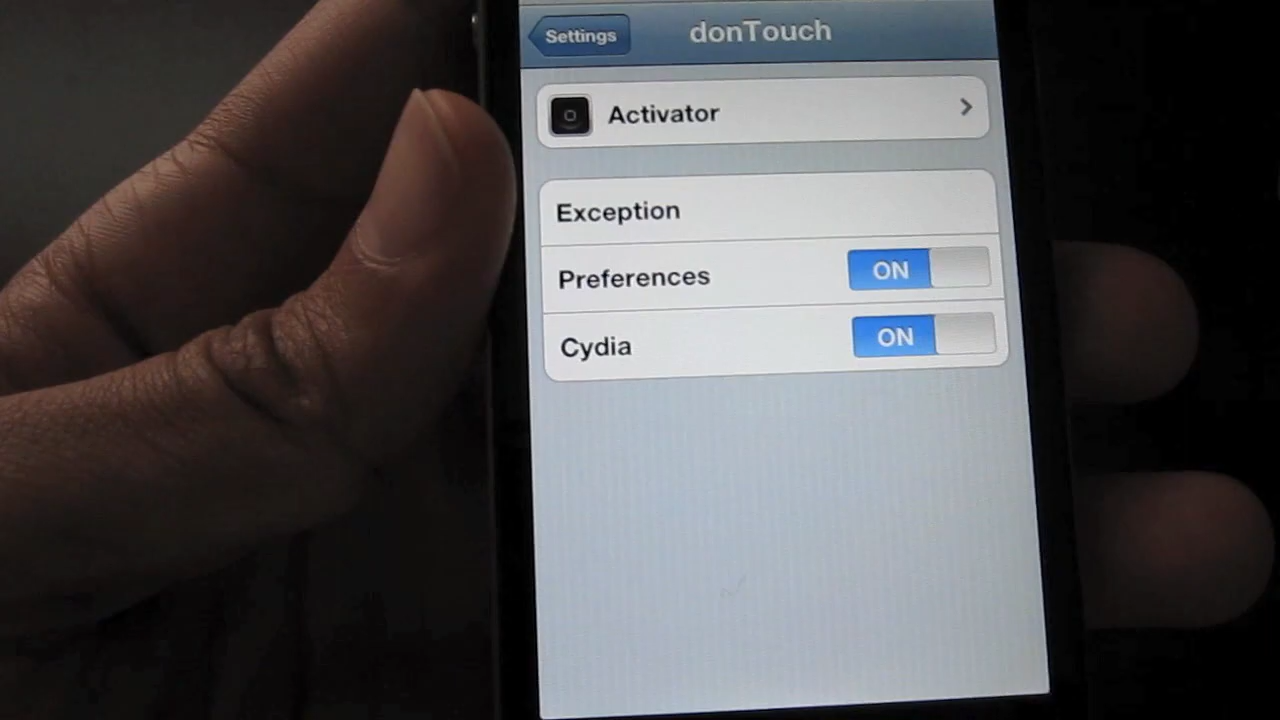 Settings
donTouch
Activator
Exception
Preferences ON
Cydia ON